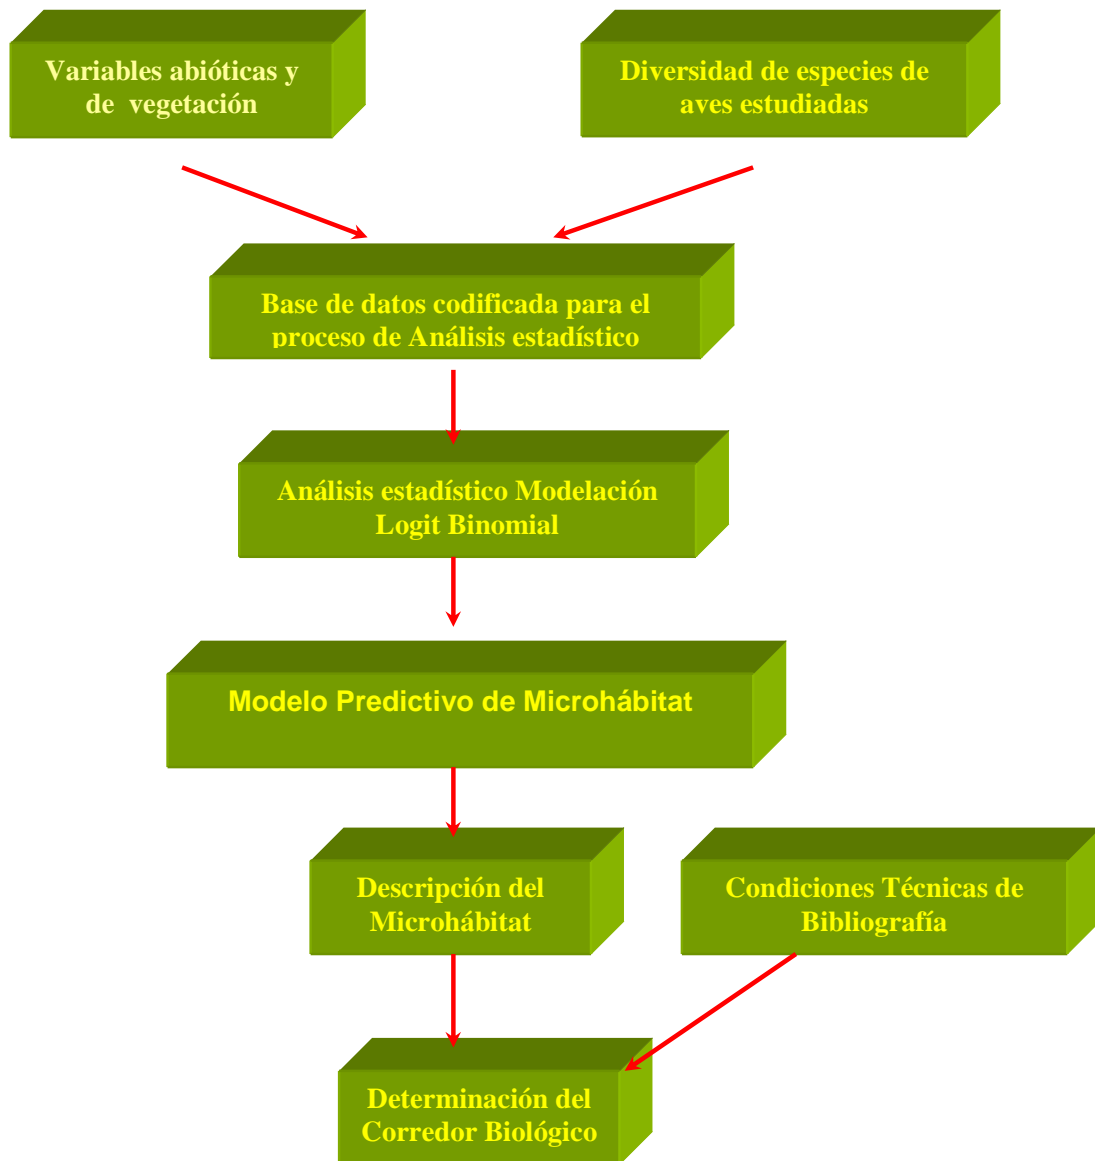 Variables abióticas y
de vegetación
Diversidad de especies de
aves estudiadas
Base de datos codificada para el
proceso de Análisis estadístico
Análisis estadístico Modelación
Logit Binomial
Modelo Predictivo de Microhábitat
Descripción del
Microhábitat
Condiciones Técnicas de
Bibliografía
Determinación del
Corredor Biológico